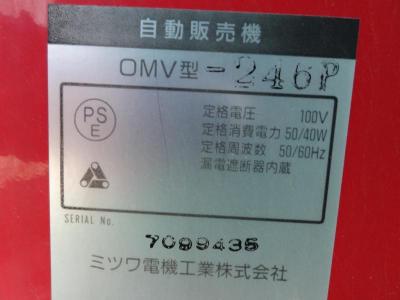 自動販売機
OMV型-246P
PS
E
定格電圧 100V
定格消費電力 50/40W
定格周波数 50/60Hz
漏電遮断器内蔵
SERIAL No.
7099435
ミツワ電機工業株式会社